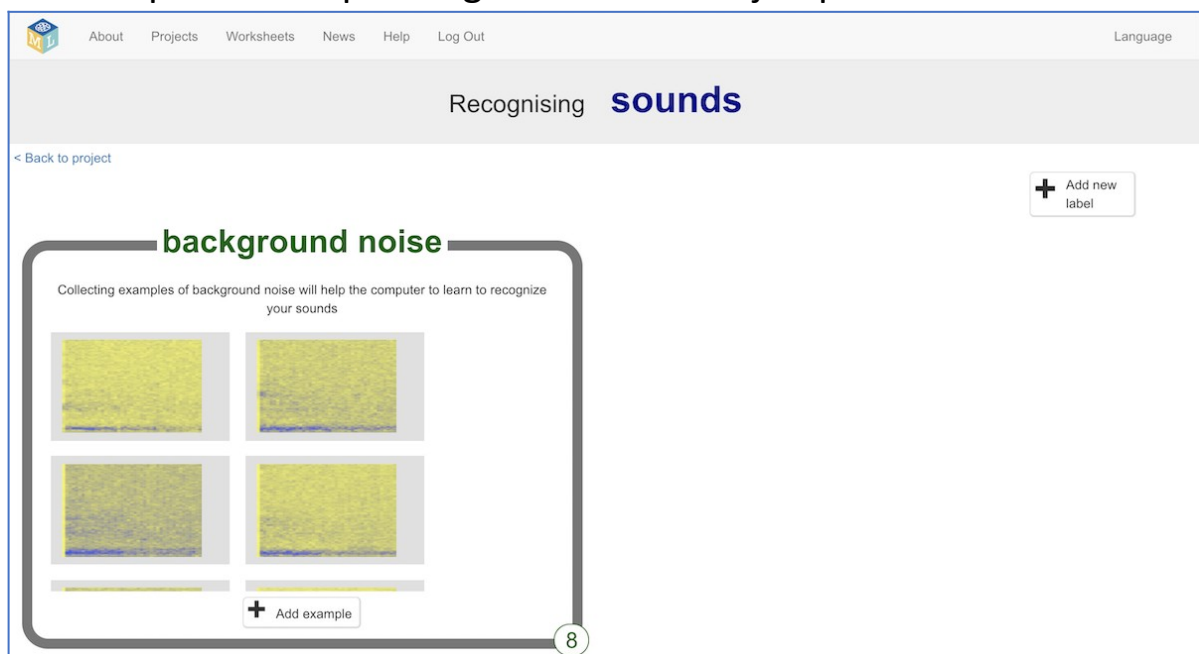 ML
About Projects Worksheets News Help Log Out Language
Recognising sounds
< Back to project
Add new
label
background noise
Collecting examples of background noise will help the computer to learn to recognize
your sounds
Add example
8